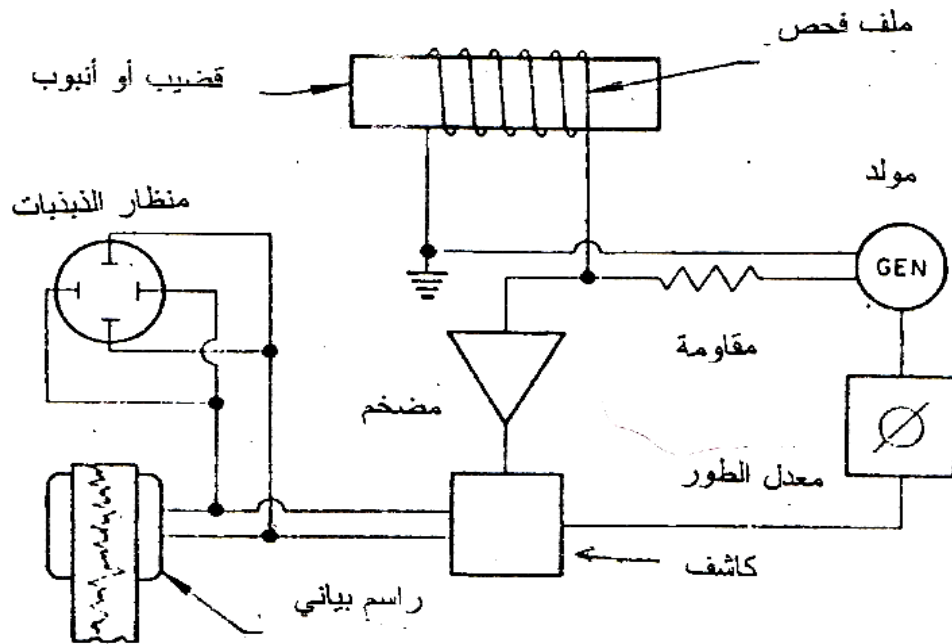 ملف فحص
قضيب أو أنبوب
مولد
منظار الذبذبات
GEN
مقاومة
مضخم
معدل الطور
كاشف
راسم بياني